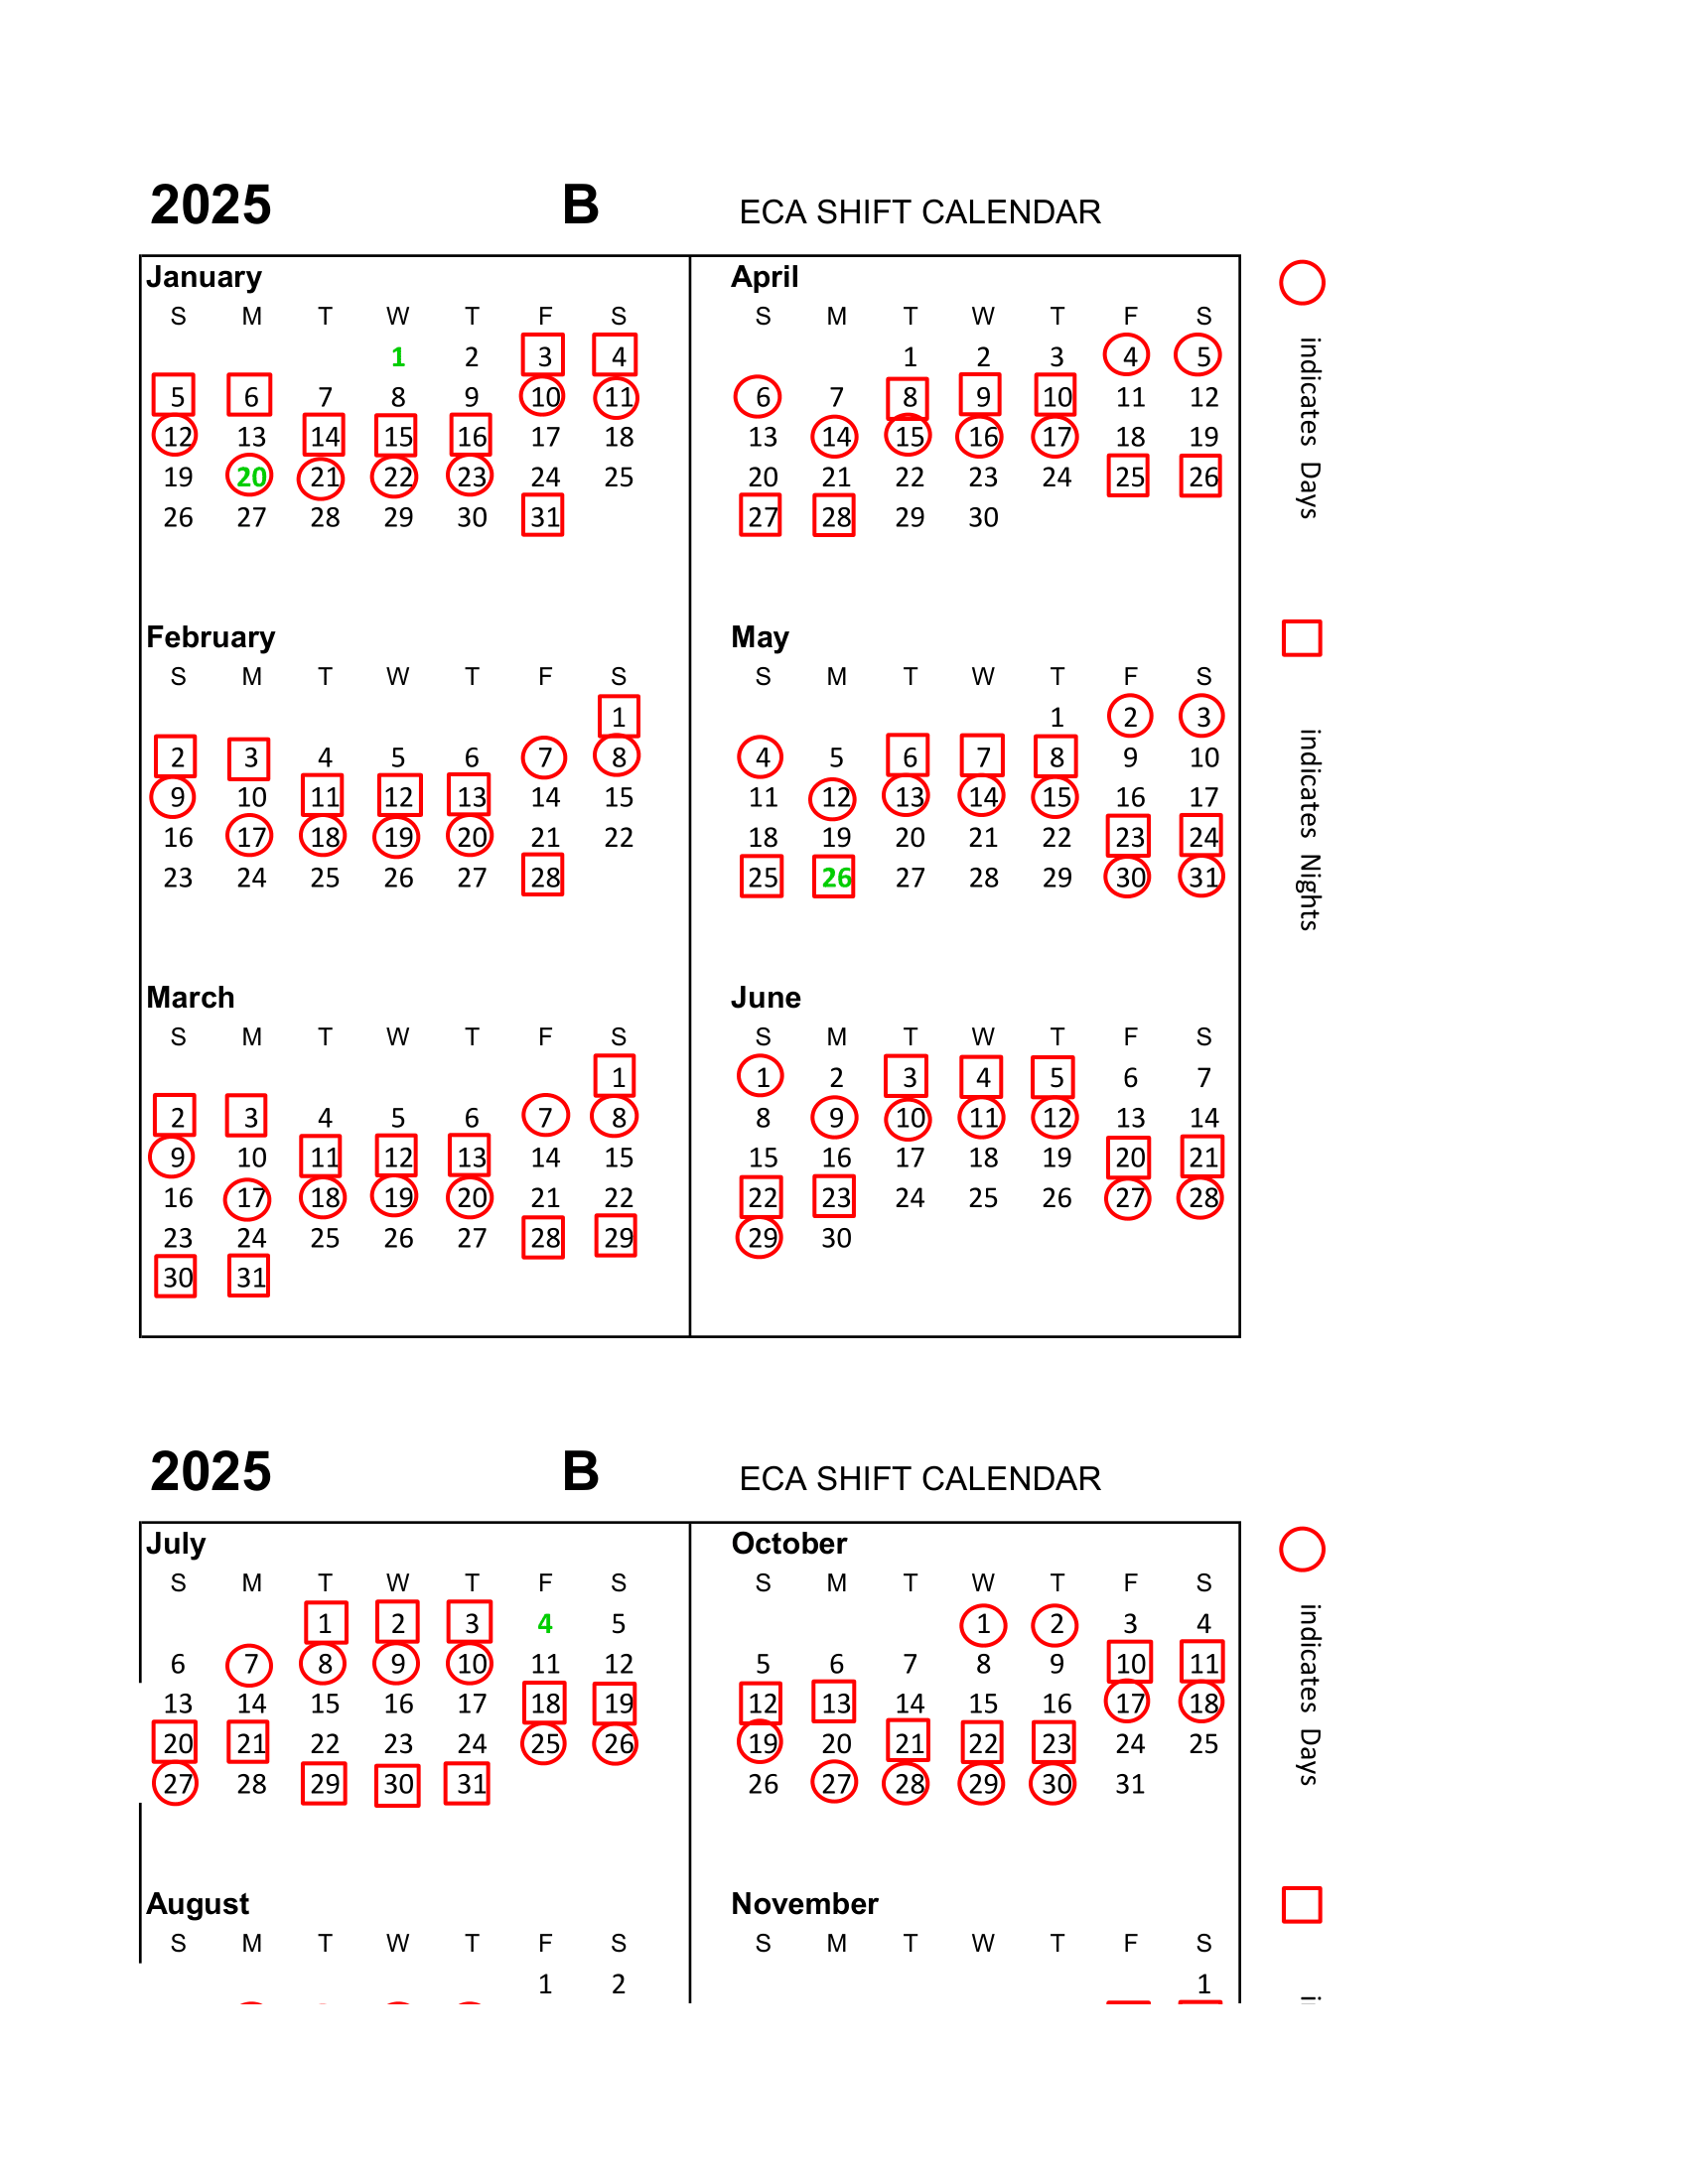 2025 B ECA SHIFT CALENDAR
January
S M T W T F S
1 2 3 4
5 6 7 8 9 10 11
12 13 14 15 16 17 18
19 20 21 22 23 24 25
26 27 28 29 30 31
February
S M T W T F S
1
2 3 4 5 6 7 8
9 10 11 12 13 14 15
16 17 18 19 20 21 22
23 24 25 26 27 28
March
S M T W T F S
1
2 3 4 5 6 7 8
9 10 11 12 13 14 15
16 17 18 19 20 21 22
23 24 25 26 27 28 29
30 31
April
S M T W T F S
1 2 3 4 5
6 7 8 9 10 11 12
13 14 15 16 17 18 19
20 21 22 23 24 25 26
27 28 29 30
May
S M T W T F S
1 2 3
4 5 6 7 8 9 10
11 12 13 14 15 16 17
18 19 20 21 22 23 24
25 26 27 28 29 30 31
June
S M T W T F S
1 2 3 4 5 6 7
8 9 10 11 12 13 14
15 16 17 18 19 20 21
22 23 24 25 26 27 28
29 30
indicates Days
indicates Nights
2025 B ECA SHIFT CALENDAR
July
S M T W T F S
1 2 3 4 5
6 7 8 9 10 11 12
13 14 15 16 17 18 19
20 21 22 23 24 25 26
27 28 29 30 31
August
S M T W T F S
1 2
October
S M T W T F S
1 2 3 4
5 6 7 8 9 10 11
12 13 14 15 16 17 18
19 20 21 22 23 24 25
26 27 28 29 30 31
November
S M T W T F S
1
indicates Days